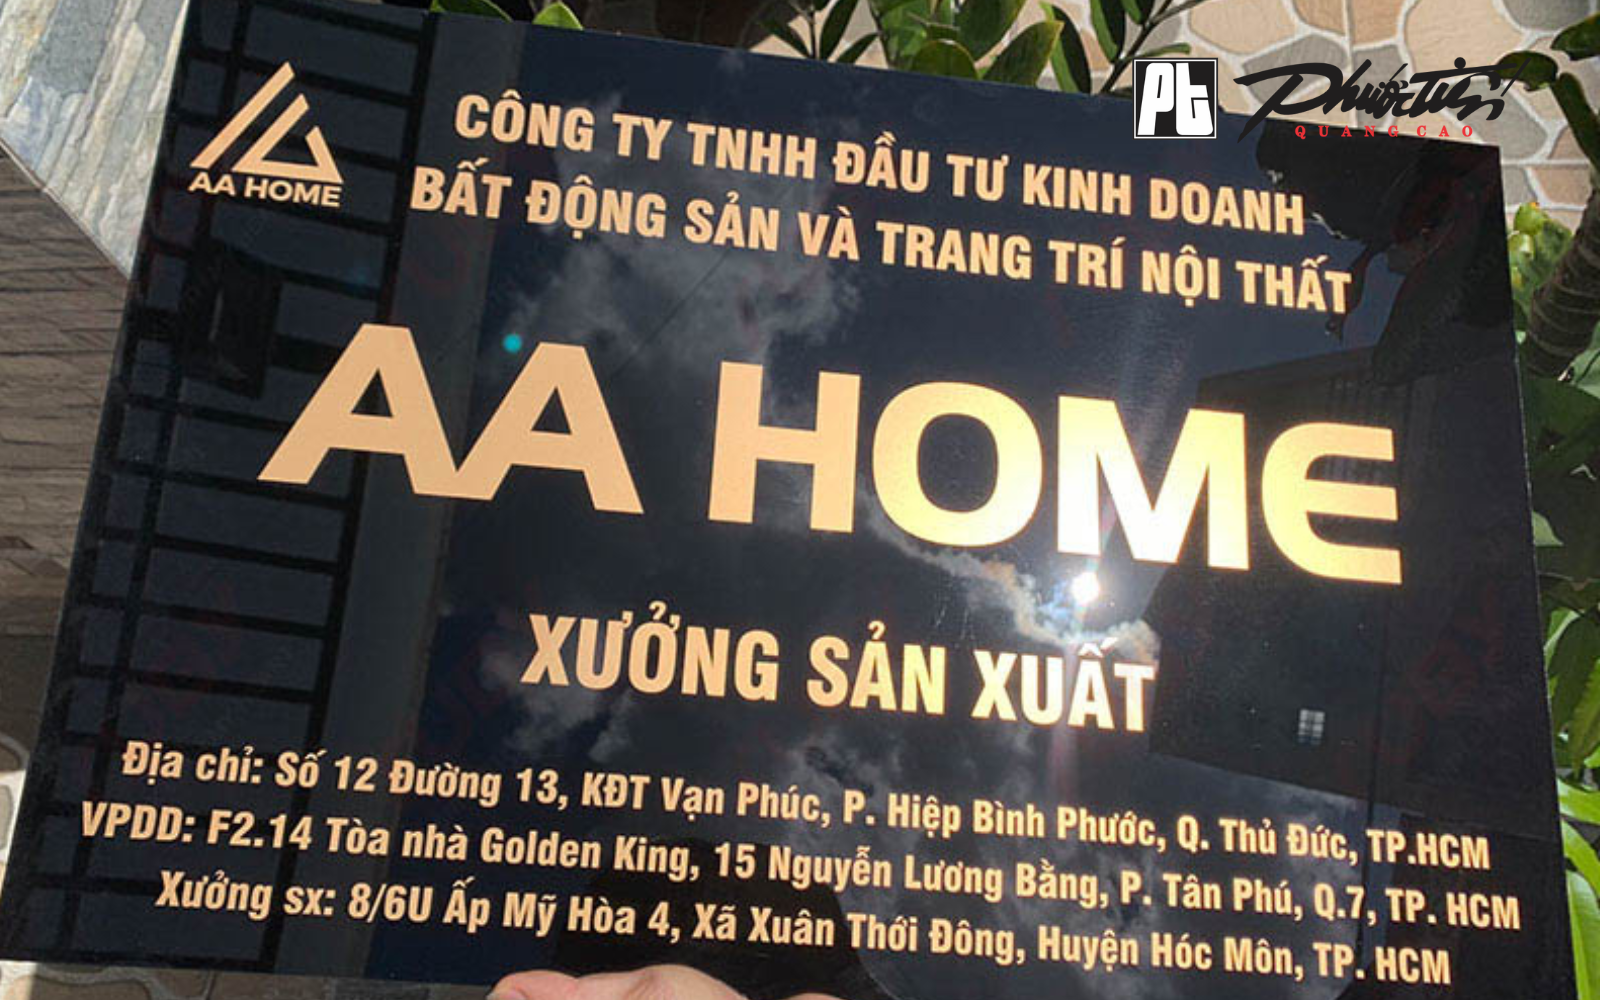 Pt Phước Tiến
QUẢNG CÁO
AA HOME
CÔNG TY TNHH ĐẦU TƯ KINH DOANH
BẤT ĐỘNG SẢN VÀ TRANG TRÍ NỘI THẤT
AA HOME
XƯỞNG SẢN XUẤT
Địa chỉ: Số 12 Đường 13, KĐT Vạn Phúc, P. Hiệp Bình Phước, Q. Thủ Đức, TP.HCM
VPDD: F2.14 Tòa nhà Golden King, 15 Nguyễn Lương Bằng, P. Tân Phú, Q.7, TP. HCM
Xưởng sx: 8/6U Ấp Mỹ Hòa 4, Xã Xuân Thới Đông, Huyện Hóc Môn, TP. HCM